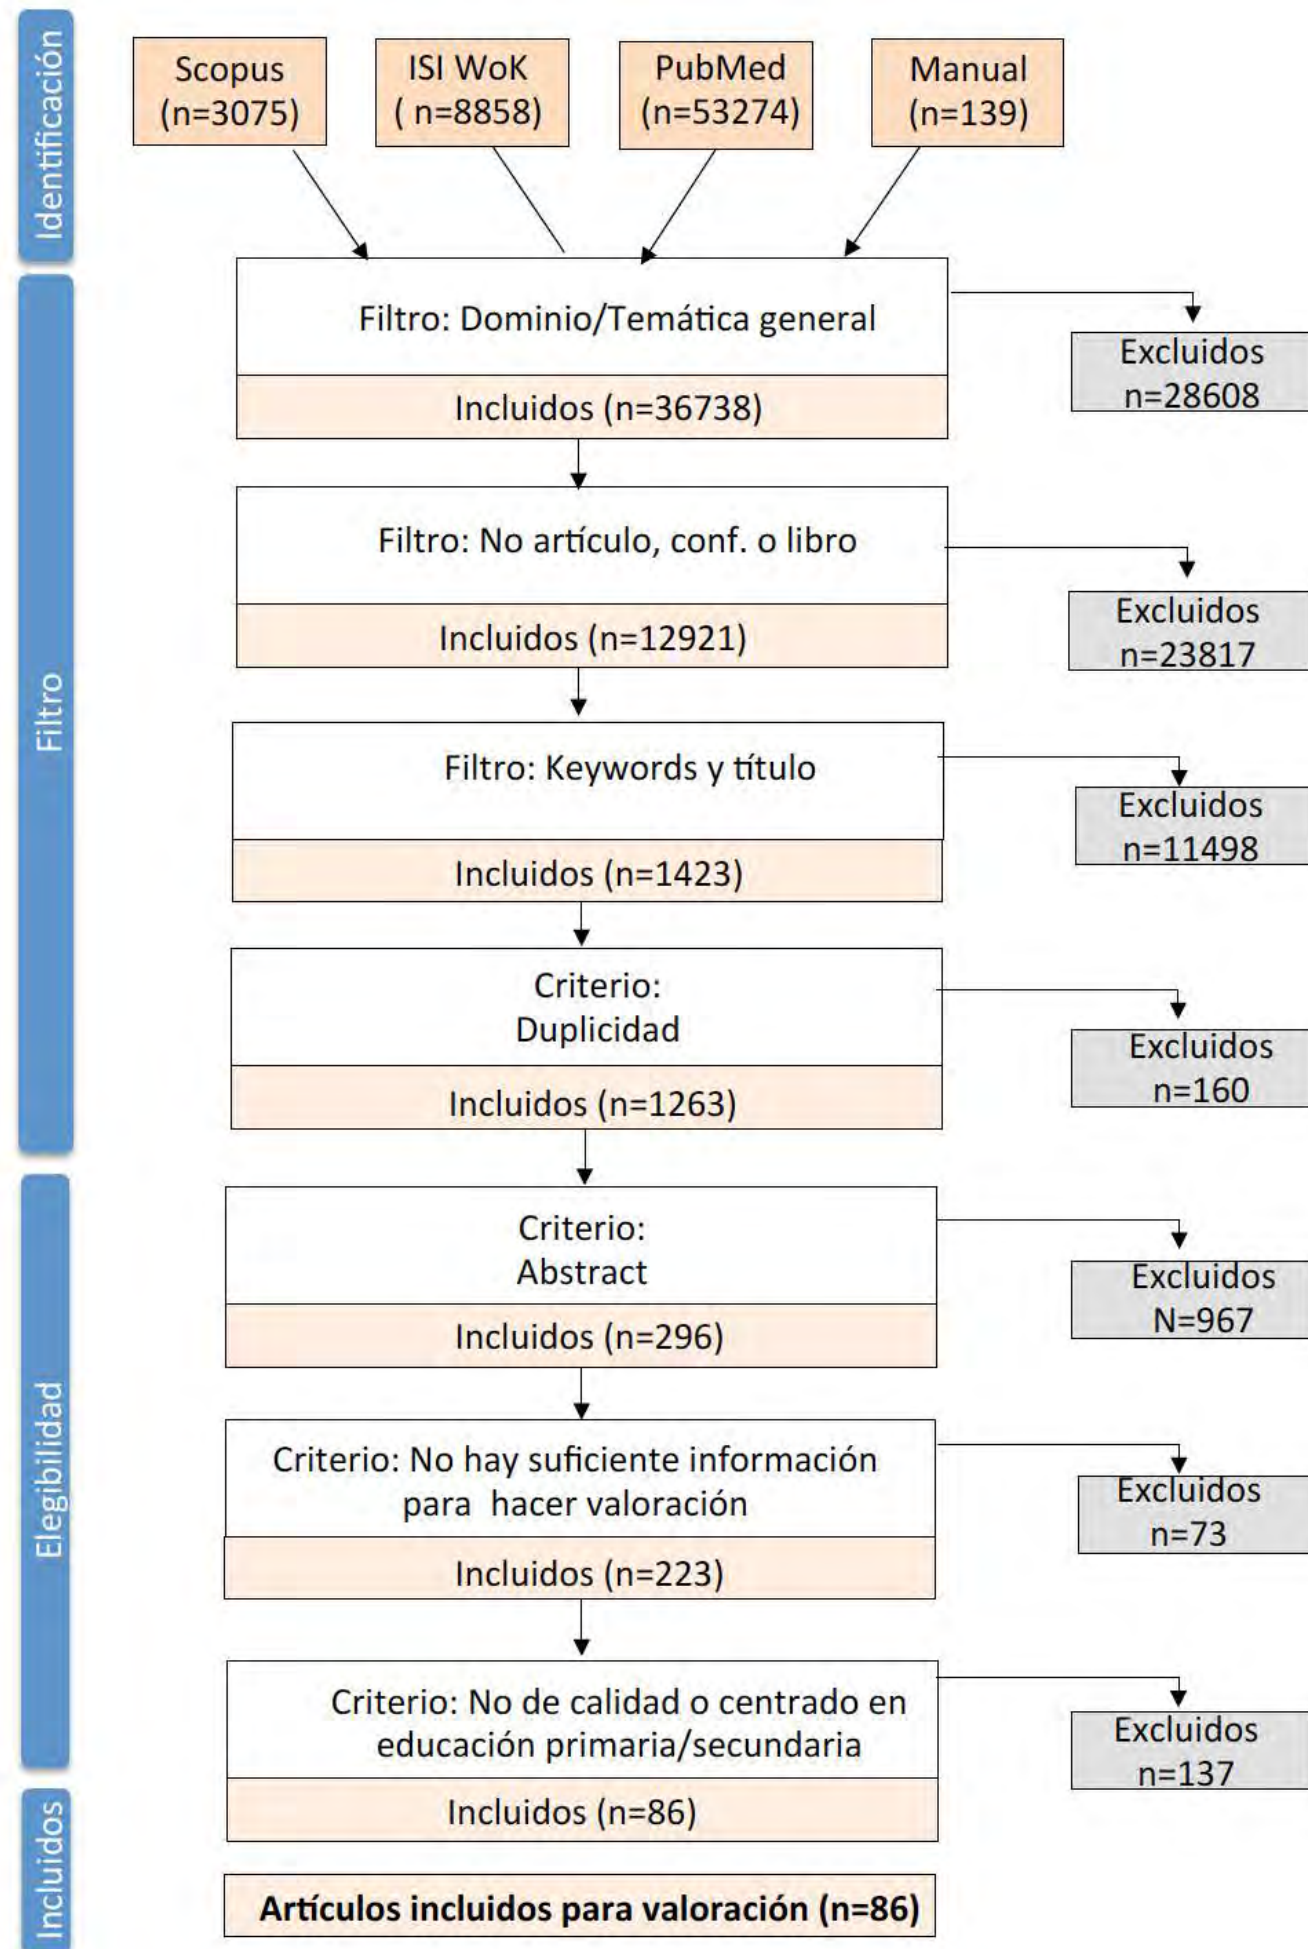 Identificación
Scopus
(n=3075)
ISI WoK
( n=8858)
PubMed
(n=53274)
Manual
(n=139)
Filtro
Filtro: Dominio/Temática general
Incluidos (n=36738)
Excluidos
n=28608
Filtro: No artículo, conf. o libro
Incluidos (n=12921)
Excluidos
n=23817
Filtro: Keywords y título
Incluidos (n=1423)
Excluidos
n=11498
Criterio:
Duplicidad
Incluidos (n=1263)
Excluidos
n=160
Elegibilidad
Criterio:
Abstract
Incluidos (n=296)
Excluidos
N=967
Criterio: No hay suficiente información
para  hacer valoración
Incluidos (n=223)
Excluidos
n=73
Criterio: No de calidad o centrado en
educación primaria/secundaria
Incluidos (n=86)
Excluidos
n=137
Incluidos
Artículos incluidos para valoración (n=86)